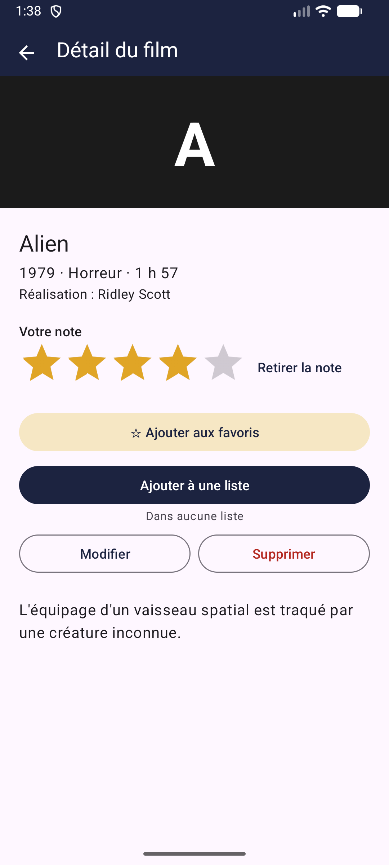 1:38
Détail du film
A
Alien
1979 · Horreur · 1 h 57
Réalisation : Ridley Scott
Votre note
Retirer la note
☆ Ajouter aux favoris
Ajouter à une liste
Dans aucune liste
Modifier
Supprimer
L'équipage d'un vaisseau spatial est traqué par
une créature inconnue.